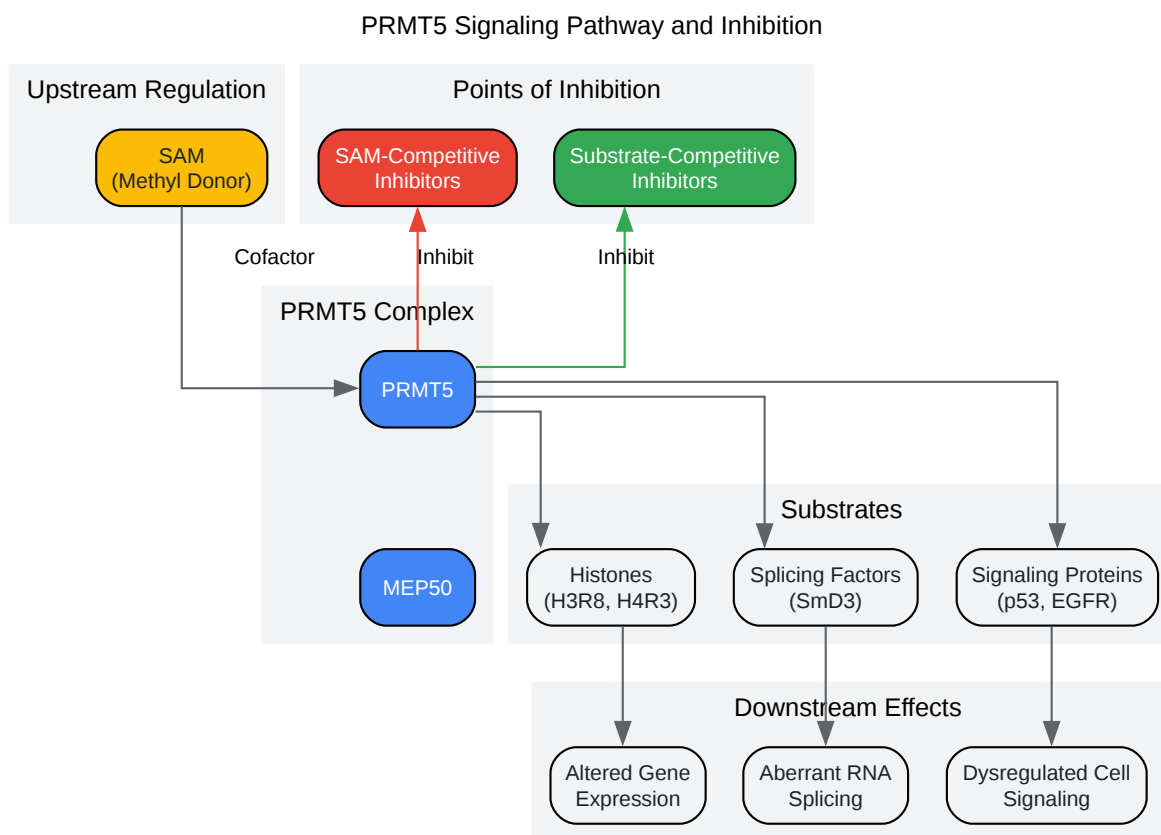 PRMT5 Signaling Pathway and Inhibition
Upstream Regulation
Points of Inhibition
SAM
(Methyl Donor)
SAM-Competitive
Inhibitors
Substrate-Competitive
Inhibitors
Cofactor
Inhibit
Inhibit
PRMT5 Complex
PRMT5
MEP50
Substrates
Histones
(H3R8, H4R3)
Splicing Factors
(SmD3)
Signaling Proteins
(p53, EGFR)
Downstream Effects
Altered Gene
Expression
Aberrant RNA
Splicing
Dysregulated Cell
Signaling